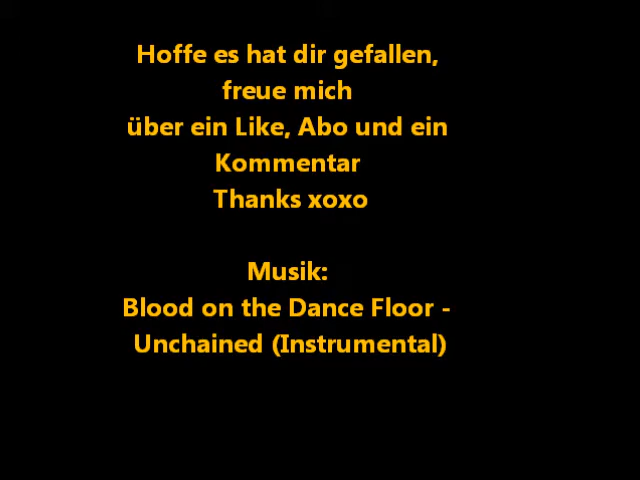 Hoffe es hat dir gefallen,
freue mich
über ein Like, Abo und ein
Kommentar
Thanks xoxo
Musik:
Blood on the Dance Floor -
Unchained (Instrumental)